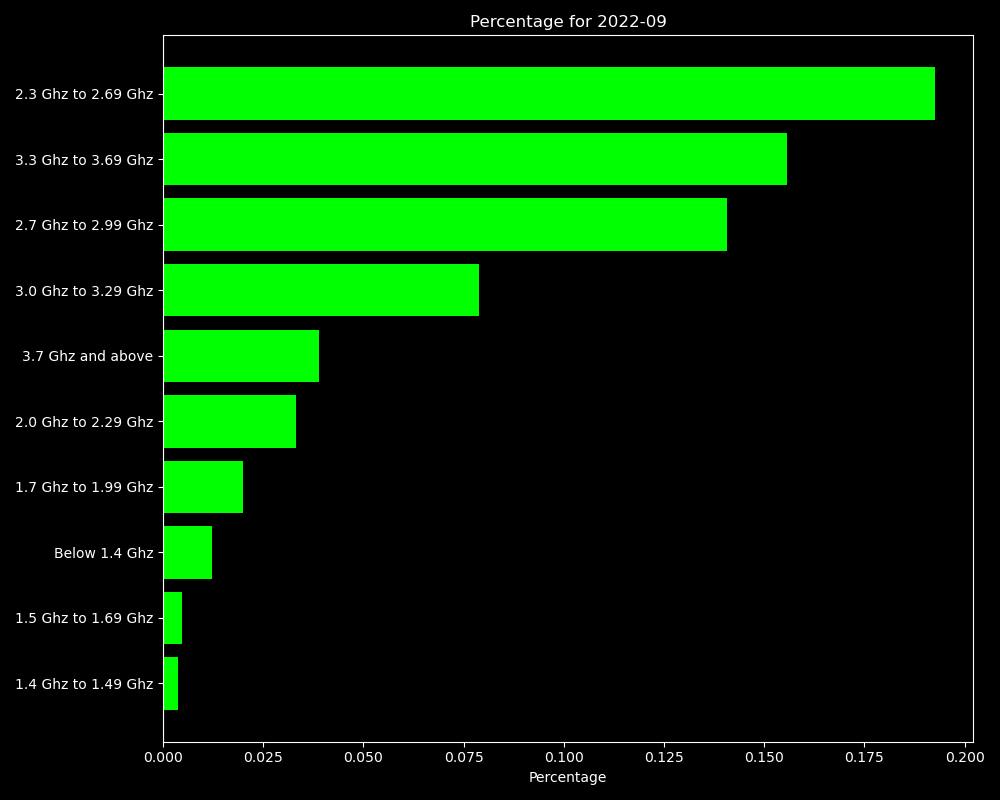 Percentage for 2022-09
2.3 Ghz to 2.69 Ghz
3.3 Ghz to 3.69 Ghz
2.7 Ghz to 2.99 Ghz
3.0 Ghz to 3.29 Ghz
3.7 Ghz and above
2.0 Ghz to 2.29 Ghz
1.7 Ghz to 1.99 Ghz
Below 1.4 Ghz
1.5 Ghz to 1.69 Ghz
1.4 Ghz to 1.49 Ghz
0.000 0.025 0.050 0.075 0.100 0.125 0.150 0.175 0.200
Percentage